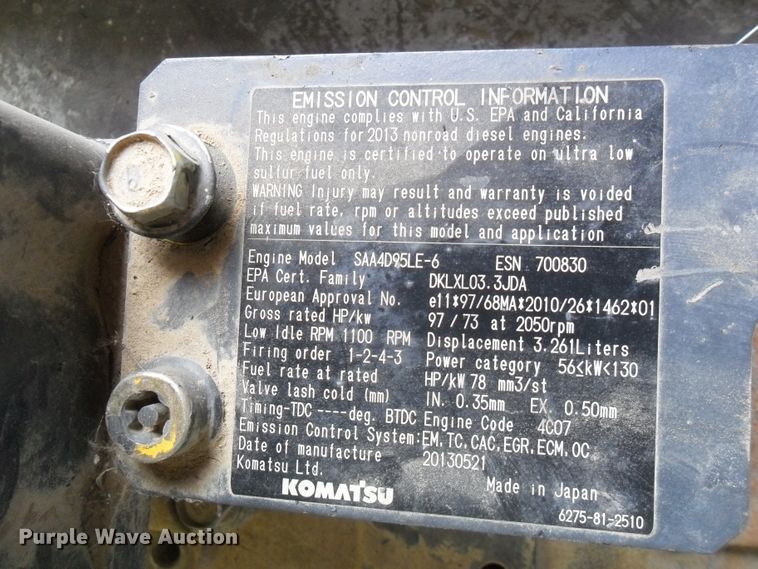 EMISSION CONTROL INFORMATION
This engine complies with U.S. EPA and California
Regulations for 2013 nonroad diesel engines.
This engine is certified to operate on ultra low
sulfur fuel only.
WARNING Injury may result and warranty is voided
if fuel rate, rpm or altitudes exceed published
maximum values for this model and application
Engine Model SAA4D95LE-6 ESN 700830
EPA Cert. Family DKLXL03.3JDA
European Approval No. e11*97/68MA*2010/26*1462*01
Gross rated HP/kw 97/73 at 2050rpm
Low Idle RPM 1100 RPM Displacement 3.261Liters
Firing order 1-2-4-3 Power category 56≤kW<130
Fuel rate at rated HP/kW 78 mm3/st
Valve lash cold (mm) IN. 0.35mm EX. 0.50mm
Timing-TDC ----deg. BTDC Engine Code 4C07
Emission Control System:EM,TC,CAC,EGR,ECM,OC
Date of manufacture 20130521
Komatsu Ltd.
KOMATSU Made in Japan
6275-81-2510
Purple Wave Auction